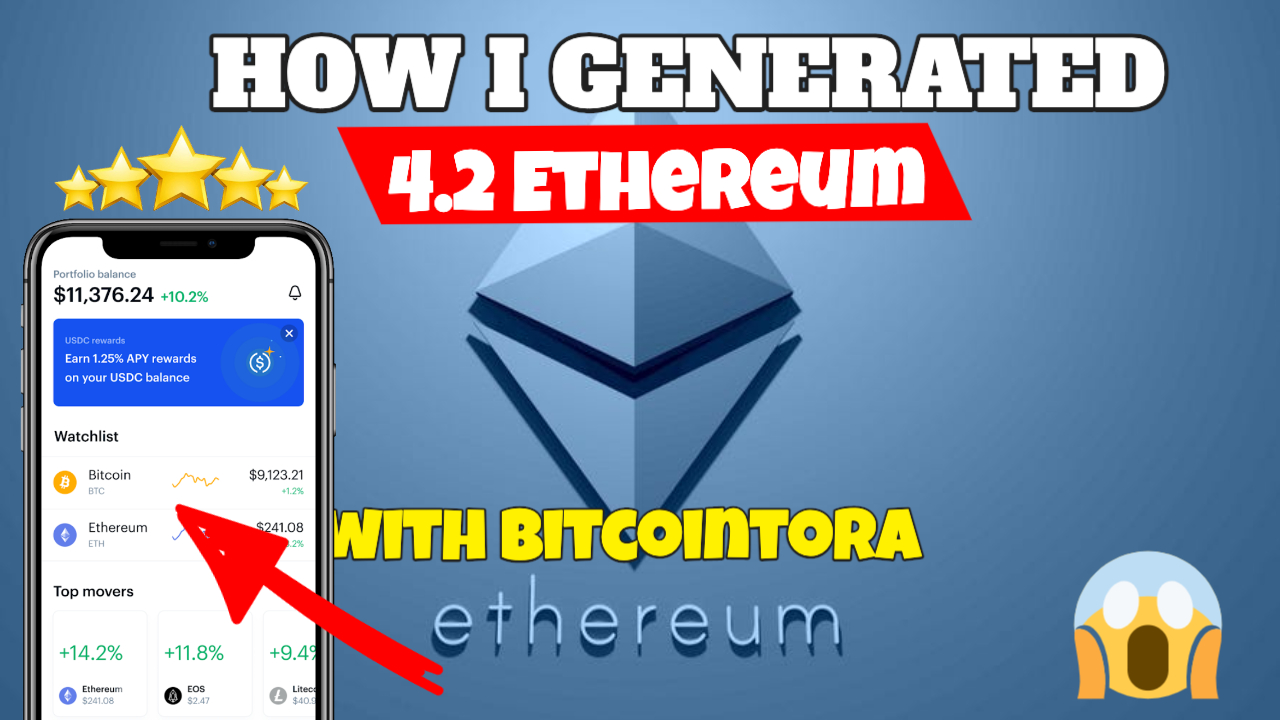 HOW I GENERATED
4.2 Ethereum
Portfolio balance
$11,376.24 +10.2%
USDC rewards
Earn 1.25% APY rewards
on your USDC balance
Watchlist
Bitcoin $9,123.21
BTC +1.2%
Ethereum $241.08
ETH
WITH BITCOINTORA
ethereum
Top movers
+14.2% +11.8% +9.4%
Ethereum EOS
$241.08 $2.47